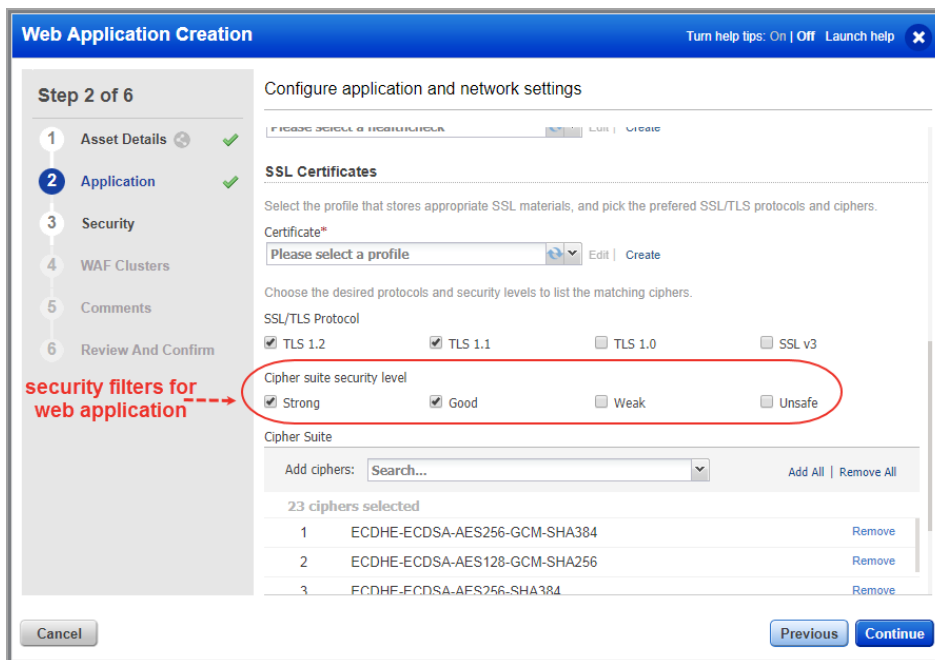 Web Application Creation
Turn help tips: On | Off Launch help
Step 2 of 6
1 Asset Details
2 Application
3 Security
4 WAF Clusters
5 Comments
6 Review And Confirm
security filters for
web application
Configure application and network settings
Please select a healthcheck Edit | Create
SSL Certificates
Select the profile that stores appropriate SSL materials, and pick the prefered SSL/TLS protocols and ciphers.
Certificate*
Please select a profile Edit | Create
Choose the desired protocols and security levels to list the matching ciphers.
SSL/TLS Protocol
TLS 1.2 TLS 1.1 TLS 1.0 SSL v3
Cipher suite security level
Strong Good Weak Unsafe
Cipher Suite
Add ciphers: Search... Add All | Remove All
23 ciphers selected
1 ECDHE-ECDSA-AES256-GCM-SHA384 Remove
2 ECDHE-ECDSA-AES128-GCM-SHA256 Remove
3 ECDHE-ECDSA-AES256-SHA384 Remove
Cancel Previous Continue